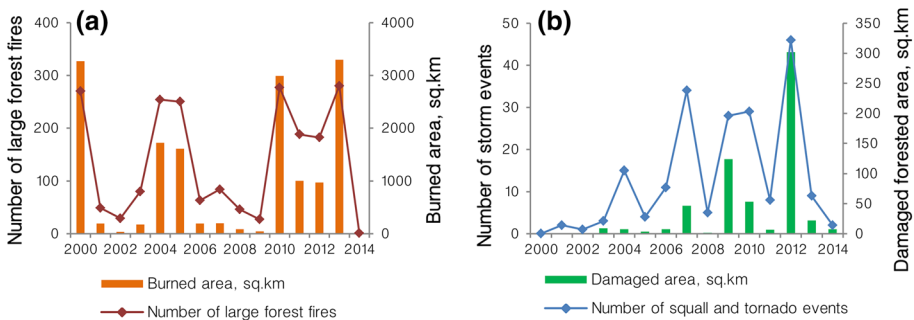 (a)
Number of large forest fires
400
300
200
100
0
4000
3000
2000
1000
0
Burned area, sq.km
2000 2002 2004 2006 2008 2010 2012 2014
Burned area, sq.km
Number of large forest fires
(b)
Number of storm events
50
40
30
20
10
0
350
300
250
200
150
100
50
0
Damaged forested area, sq.km
2000 2002 2004 2006 2008 2010 2012 2014
Damaged area, sq.km
Number of squall and tornado events